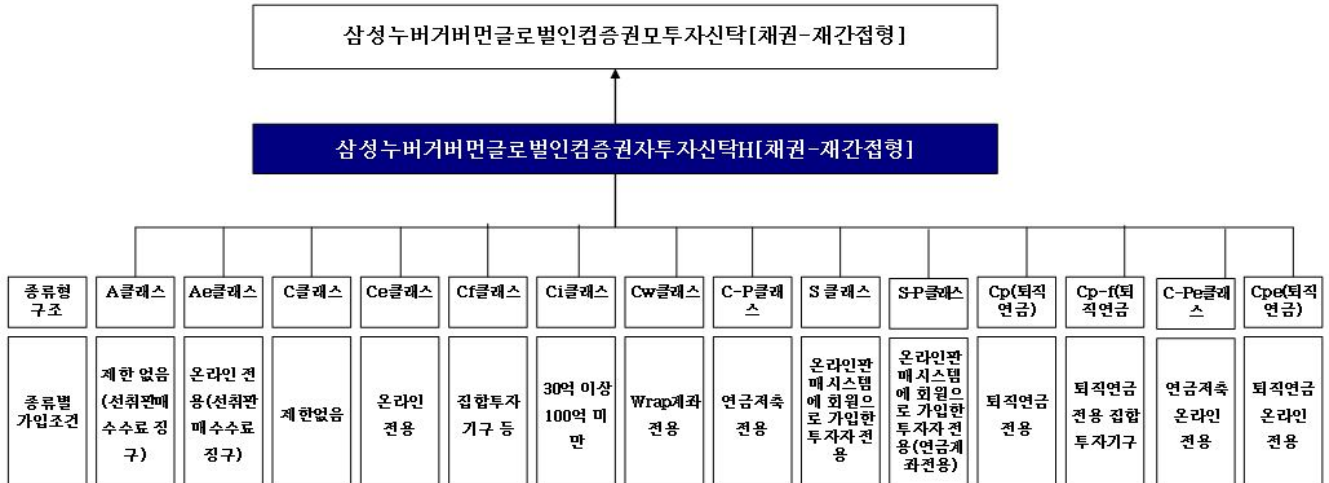 삼성누버거버먼글로벌인컴증권모투자신탁[채권-재간접형]
삼성누버거버먼글로벌인컴증권자투자신탁H[채권-재간접형]
종류형
구조
A클래스
Ae클래스
C클래스
Ce클래스
Cf클래스
Ci클래스
Cw클래스
C-P클래
스
S 클래스
S-P클래스
Cp(퇴직
연금)
Cp-f(퇴
직연금
C-Pe클래
스
Cpe(퇴직
연금)
종류별
가입조건
제한 없음
(선취판매
수수료 징
구)
온라인 전
용(선취판
매수수료
징구)
제한없음
온라인
전용
집합투자
기구 등
30억 이상
100억 미
만
Wrap계좌
전용
연금저축
전용
온라인판
매시스템
에 회원으
로 가입한
투자자 전
용
온라인판
매시스템
에 회원으
로 가입한
투자자 전
용(연금계
좌전용)
퇴직연금
전용
퇴직연금
전용 집합
투자기구
연금저축
온라인
전용
퇴직연금
온라인
전용